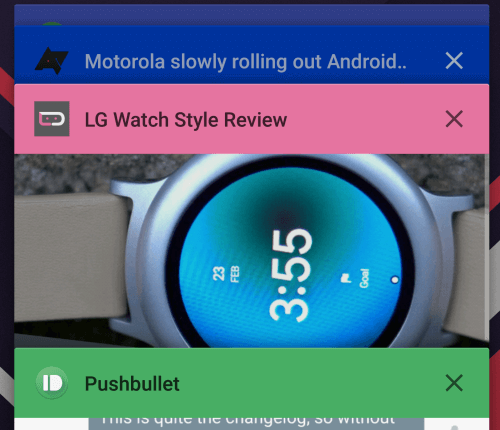 Motorola slowly rolling out Android..
LG Watch Style Review
3:55
23
FEB
Goal
Pushbullet
This is quite the changelog, so without